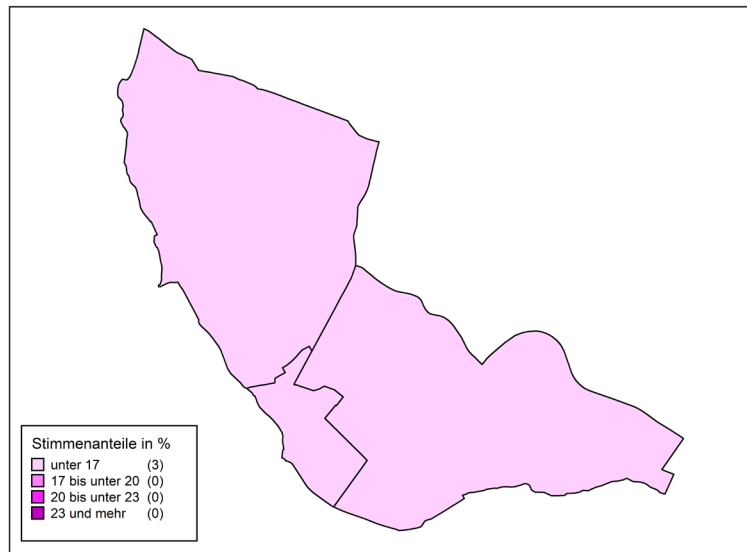 Stimmenanteile in %
unter 17 (3)
17 bis unter 20 (0)
20 bis unter 23 (0)
23 und mehr (0)